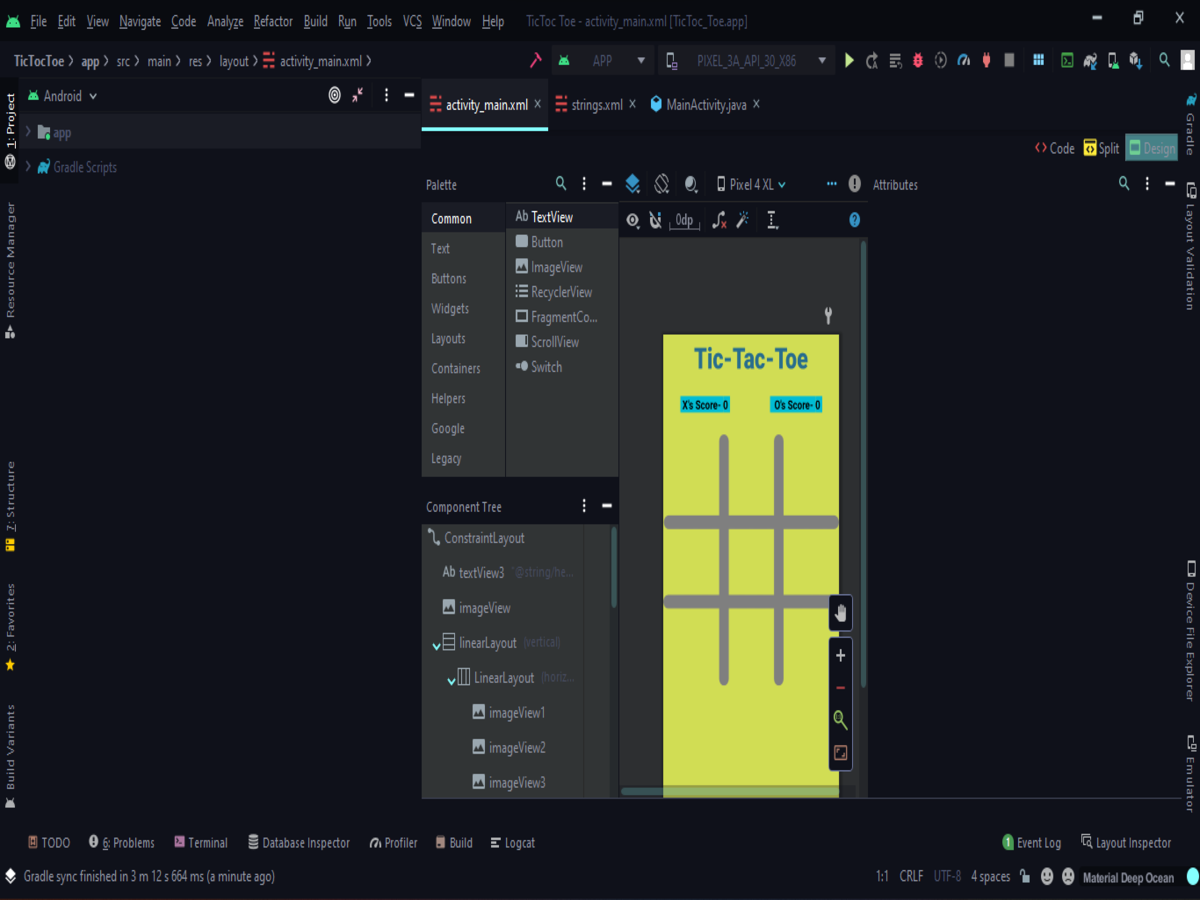 File Edit View Navigate Code Analyze Refactor Build Run Tools VCS Window Help TicToc Toe - activity_main.xml [TicToc_Toe.app]
TicTocToe app src main res layout activity_main.xml APP PIXEL_3A_API_30_X86
1: Project
Resource Manager
7: Structure
2: Favorites
Build Variants
Android
app
Gradle Scripts
activity_main.xml strings.xml MainActivity.java
Code Split Design
Palette
Common
Text
Buttons
Widgets
Layouts
Containers
Helpers
Google
Legacy
Ab TextView
Button
ImageView
RecyclerView
FragmentCo...
ScrollView
Switch
Pixel 4 XL
0dp
Attributes
Tic-Tac-Toe
X's Score- 0 O's Score- 0
Component Tree
ConstraintLayout
Ab textView3 "@string/he...
imageView
linearLayout (vertical)
LinearLayout (horiz...
imageView1
imageView2
imageView3
Gradle
Layout Validation
Device File Explorer
Emulator
TODO 6: Problems Terminal Database Inspector Profiler Build Logcat 1 Event Log Layout Inspector
Gradle sync finished in 3 m 12 s 664 ms (a minute ago) 1:1 CRLF UTF-8 4 spaces Material Deep Ocean